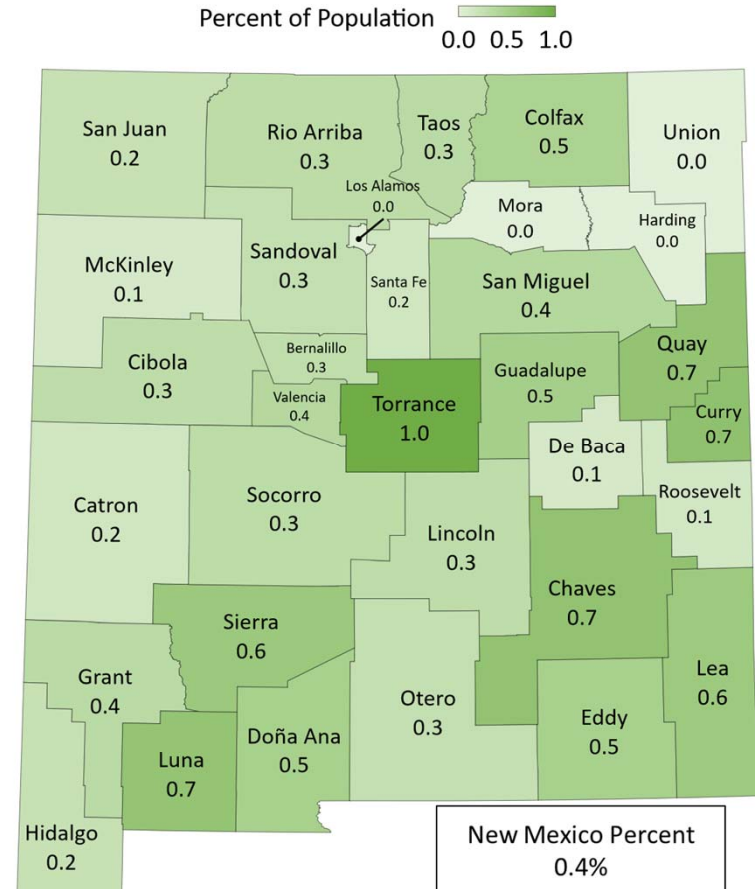 Percent of Population
0.0 0.5 1.0
San Juan
0.2
Rio Arriba
0.3
Taos
0.3
Colfax
0.5
Union
0.0
Los Alamos
0.0
Mora
0.0
Harding
0.0
McKinley
0.1
Sandoval
0.3
Santa Fe
0.2
San Miguel
0.4
Quay
0.7
Cibola
0.3
Bernalillo
0.3
Valencia
0.4
Torrance
1.0
Guadalupe
0.5
Curry
0.7
De Baca
0.1
Roosevelt
0.1
Catron
0.2
Socorro
0.3
Lincoln
0.3
Chaves
0.7
Sierra
0.6
Grant
0.4
Otero
0.3
Lea
0.6
Eddy
0.5
Luna
0.7
Doña Ana
0.5
Hidalgo
0.2
New Mexico Percent
0.4%